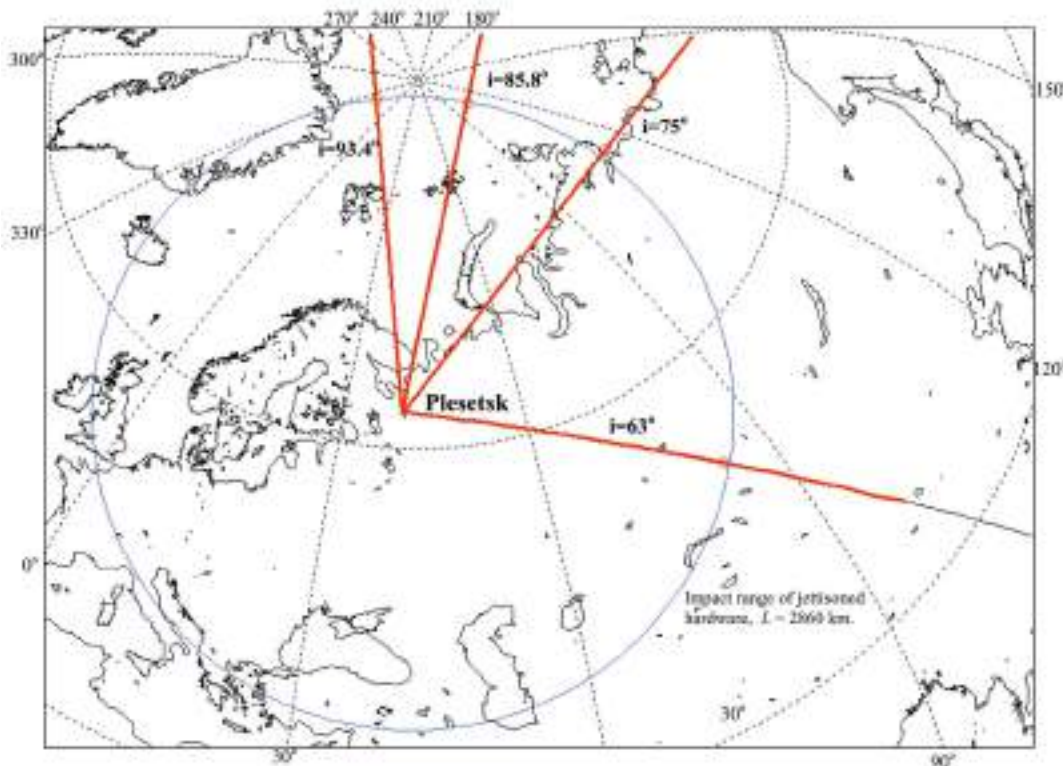 270° 240° 210° 180°
300°
150°
i=85.8°
i=75°
i=93.4°
330°
120°
Plesetsk
i=63°
0°
Impact range of jettisoned
hardware, L = 2860 km.
30°
30°
90°